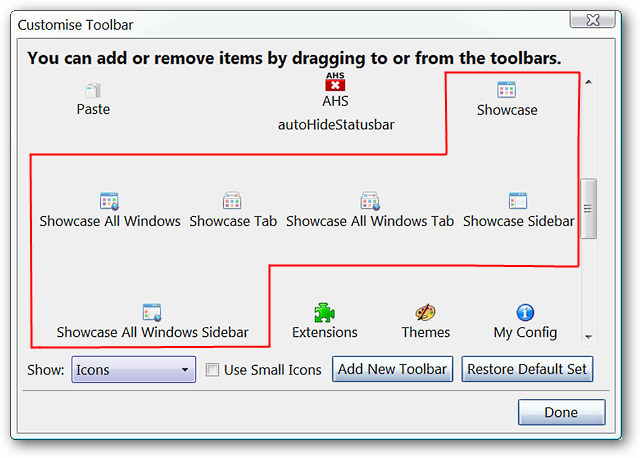 Customise Toolbar
You can add or remove items by dragging to or from the toolbars.
AHS
Paste
AHS
autoHideStatusbar
Showcase
Showcase All Windows
Showcase Tab
Showcase All Windows Tab
Showcase Sidebar
Showcase All Windows Sidebar
Extensions
Themes
My Config
Show:
Icons
Use Small Icons
Add New Toolbar
Restore Default Set
Done